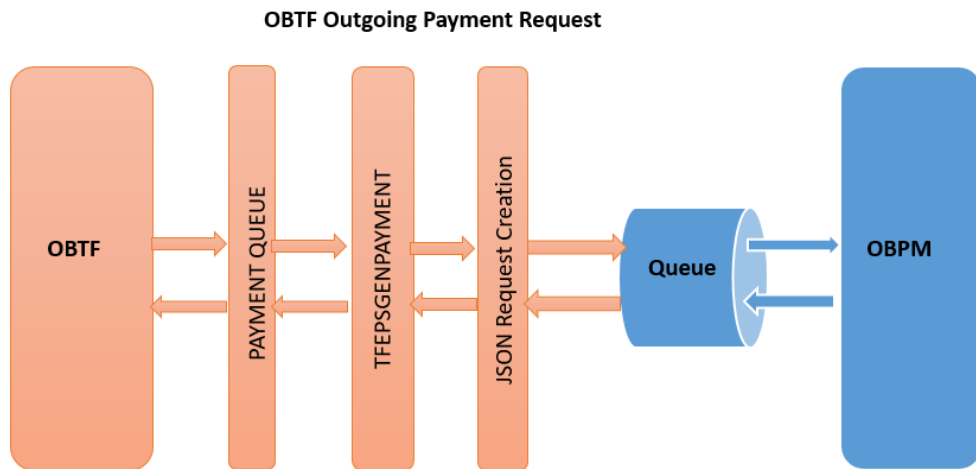 OBTF Outgoing Payment Request
OBTF
PAYMENT QUEUE
TFEPSGENPAYMENT
JSON Request Creation
Queue
OBPM